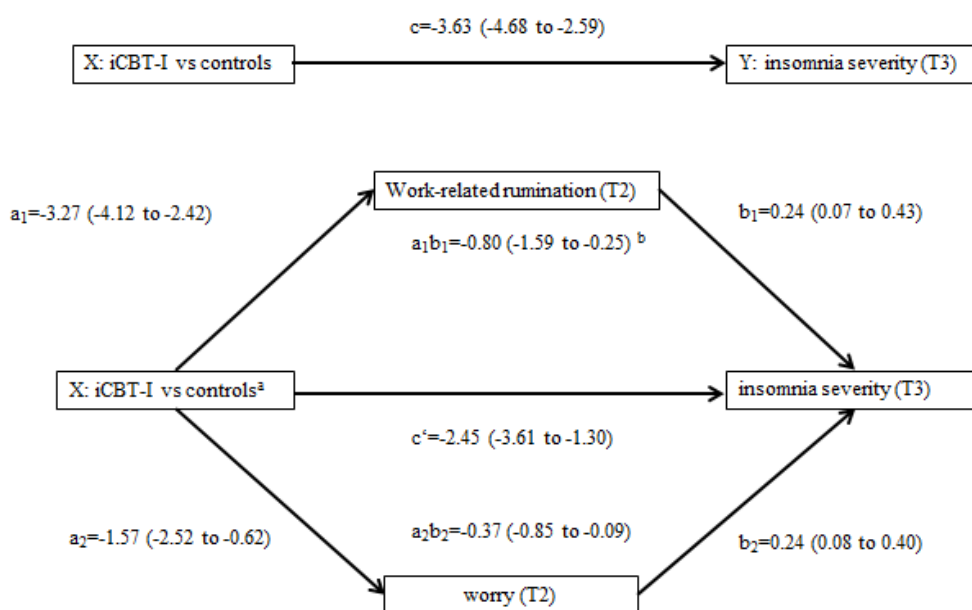 c=-3.63 (-4.68 to -2.59)
X: iCBT-I vs controls
Y: insomnia severity (T3)
Work-related rumination (T2)
a₁=-3.27 (-4.12 to -2.42)
b₁=0.24 (0.07 to 0.43)
a₁b₁=-0.80 (-1.59 to -0.25) ᵇ
X: iCBT-I vs controlsᵃ
insomnia severity (T3)
c‘=-2.45 (-3.61 to -1.30)
a₂=-1.57 (-2.52 to -0.62)
a₂b₂=-0.37 (-0.85 to -0.09)
b₂=0.24 (0.08 to 0.40)
worry (T2)